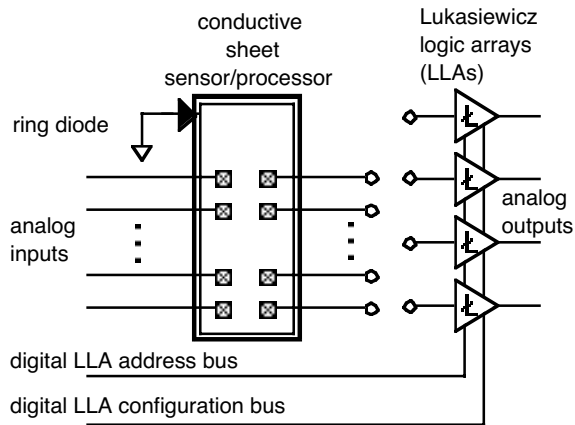 conductive
sheet
sensor/processor
Lukasiewicz
logic arrays
(LLAs)
ring diode
analog
inputs
analog
outputs
digital LLA address bus
digital LLA configuration bus